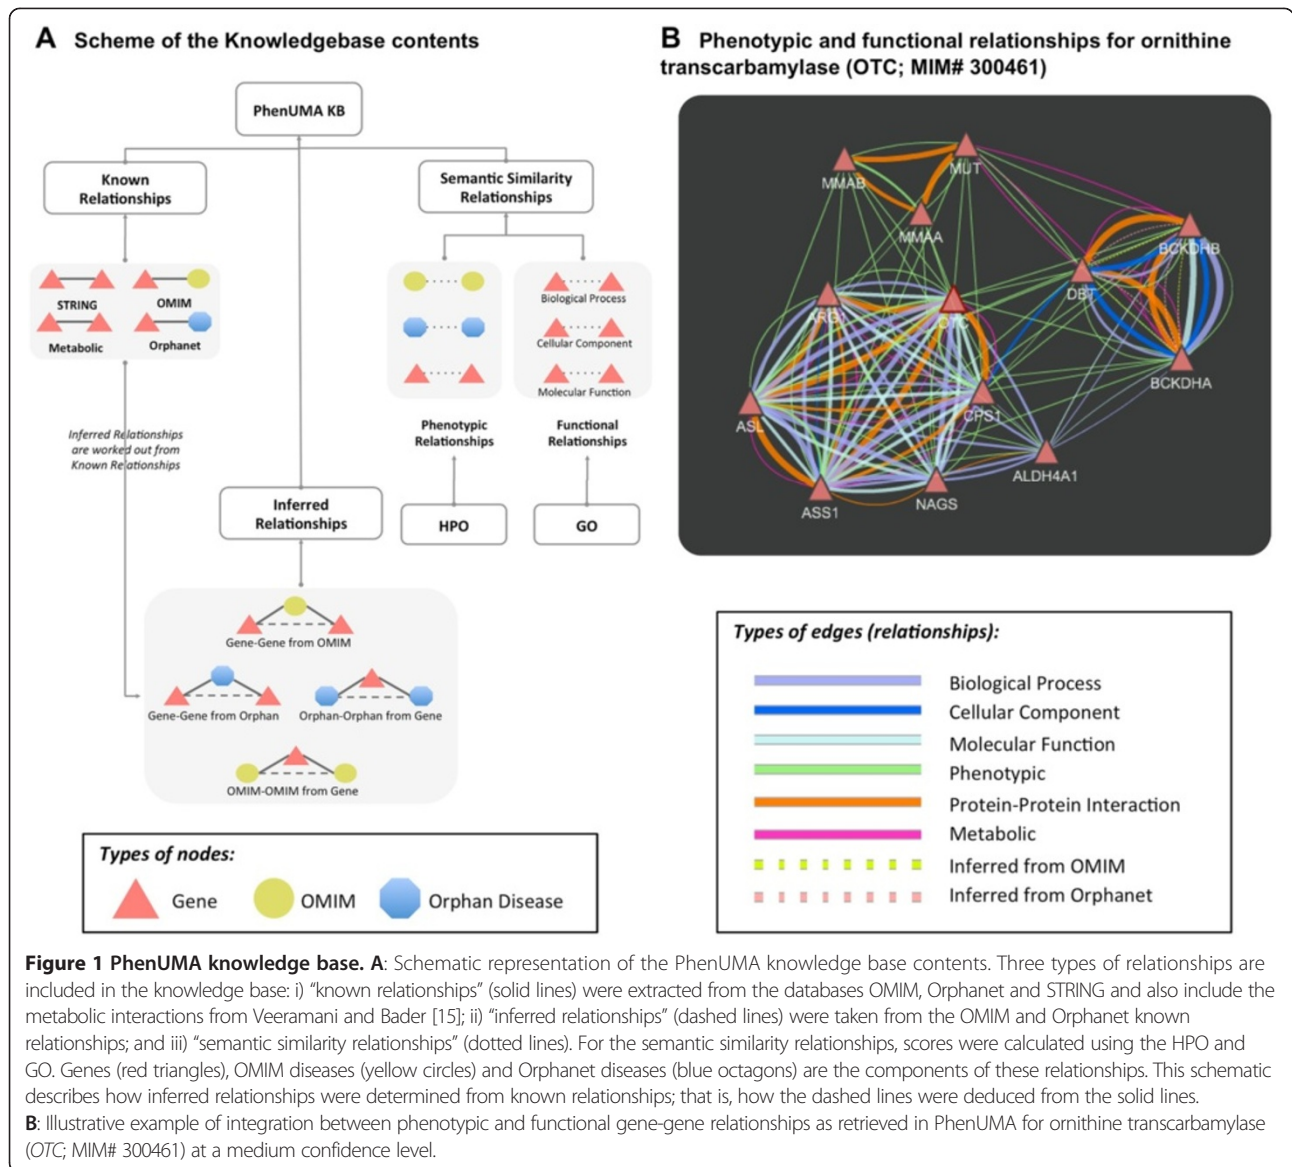 A Scheme of the Knowledgebase contents
PhenUMA KB
Known
Relationships
Semantic Similarity
Relationships
STRING
OMIM
Metabolic
Orphanet
Biological Process
Cellular Component
Molecular Function
Phenotypic
Relationships
Functional
Relationships
Inferred Relationships
are worked out from
Known Relationships
Inferred
Relationships
HPO
GO
Gene-Gene from OMIM
Gene-Gene from Orphan
Orphan-Orphan from Gene
OMIM-OMIM from Gene
Types of nodes:
Gene
OMIM
Orphan Disease
B Phenotypic and functional relationships for ornithine
transcarbamylase (OTC; MIM# 300461)
MMAB
MUT
MMAA
BCKDHB
DBT
ARG1
OTC
BCKDHA
ASL
CPS1
ALDH4A1
NAGS
ASS1
Types of edges (relationships):
Biological Process
Cellular Component
Molecular Function
Phenotypic
Protein-Protein Interaction
Metabolic
Inferred from OMIM
Inferred from Orphanet
Figure 1 PhenUMA knowledge base. A: Schematic representation of the PhenUMA knowledge base contents. Three types of relationships are
included in the knowledge base: i) “known relationships” (solid lines) were extracted from the databases OMIM, Orphanet and STRING and also include the
metabolic interactions from Veeramani and Bader [15]; ii) “inferred relationships” (dashed lines) were taken from the OMIM and Orphanet known
relationships; and iii) “semantic similarity relationships” (dotted lines). For the semantic similarity relationships, scores were calculated using the HPO and
GO. Genes (red triangles), OMIM diseases (yellow circles) and Orphanet diseases (blue octagons) are the components of these relationships. This schematic
describes how inferred relationships were determined from known relationships; that is, how the dashed lines were deduced from the solid lines.
B: Illustrative example of integration between phenotypic and functional gene-gene relationships as retrieved in PhenUMA for ornithine transcarbamylase
(OTC; MIM# 300461) at a medium confidence level.